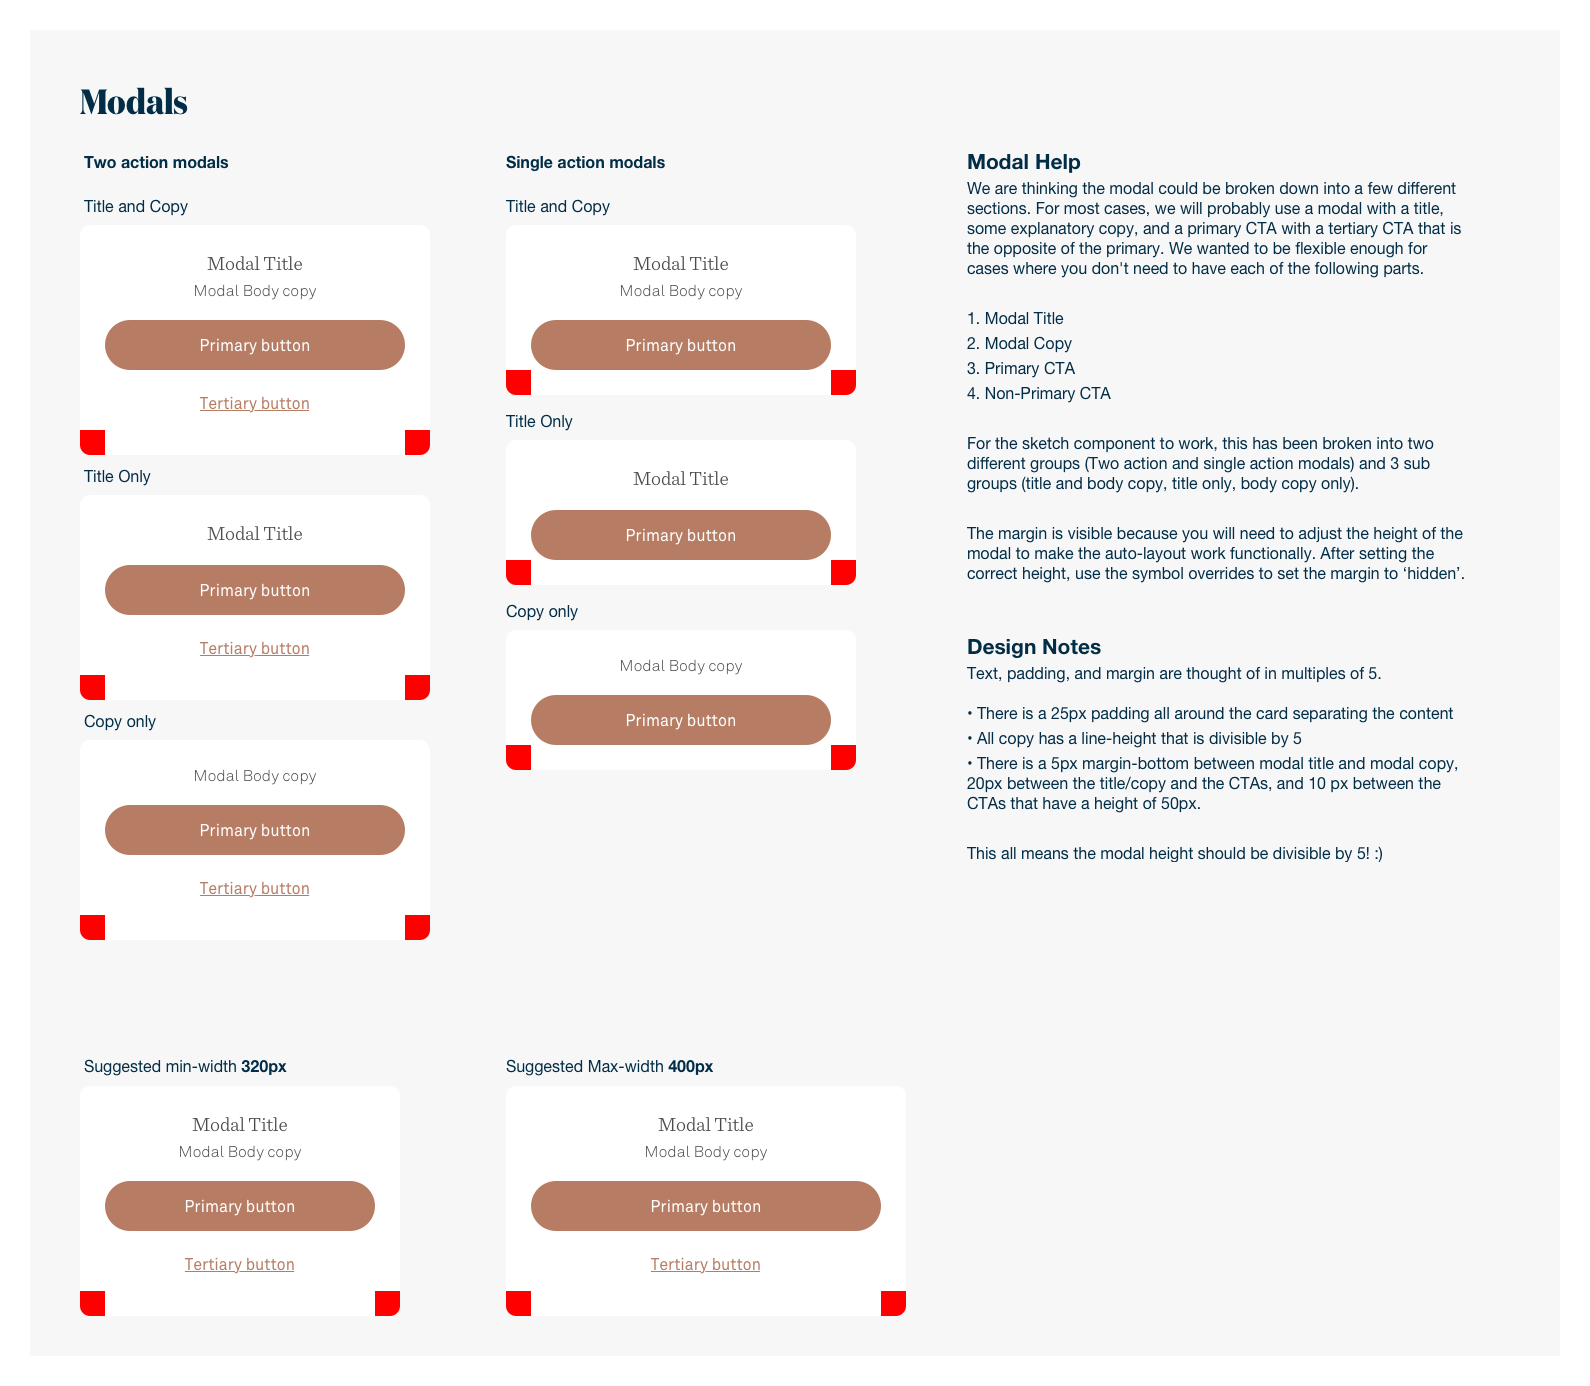 Modals
Two action modals
Title and Copy
Modal Title
Modal Body copy
Primary button
Tertiary button
Title Only
Modal Title
Primary button
Tertiary button
Copy only
Modal Body copy
Primary button
Tertiary button
Single action modals
Title and Copy
Modal Title
Modal Body copy
Primary button
Title Only
Modal Title
Primary button
Copy only
Modal Body copy
Primary button
Modal Help
We are thinking the modal could be broken down into a few different
sections. For most cases, we will probably use a modal with a title,
some explanatory copy, and a primary CTA with a tertiary CTA that is
the opposite of the primary. We wanted to be flexible enough for
cases where you don't need to have each of the following parts.
1. Modal Title
2. Modal Copy
3. Primary CTA
4. Non-Primary CTA
For the sketch component to work, this has been broken into two
different groups (Two action and single action modals) and 3 sub
groups (title and body copy, title only, body copy only).
The margin is visible because you will need to adjust the height of the
modal to make the auto-layout work functionally. After setting the
correct height, use the symbol overrides to set the margin to ‘hidden’.
Design Notes
Text, padding, and margin are thought of in multiples of 5.
• There is a 25px padding all around the card separating the content
• All copy has a line-height that is divisible by 5
• There is a 5px margin-bottom between modal title and modal copy,
20px between the title/copy and the CTAs, and 10 px between the
CTAs that have a height of 50px.
This all means the modal height should be divisible by 5! :)
Suggested min-width 320px
Modal Title
Modal Body copy
Primary button
Tertiary button
Suggested Max-width 400px
Modal Title
Modal Body copy
Primary button
Tertiary button